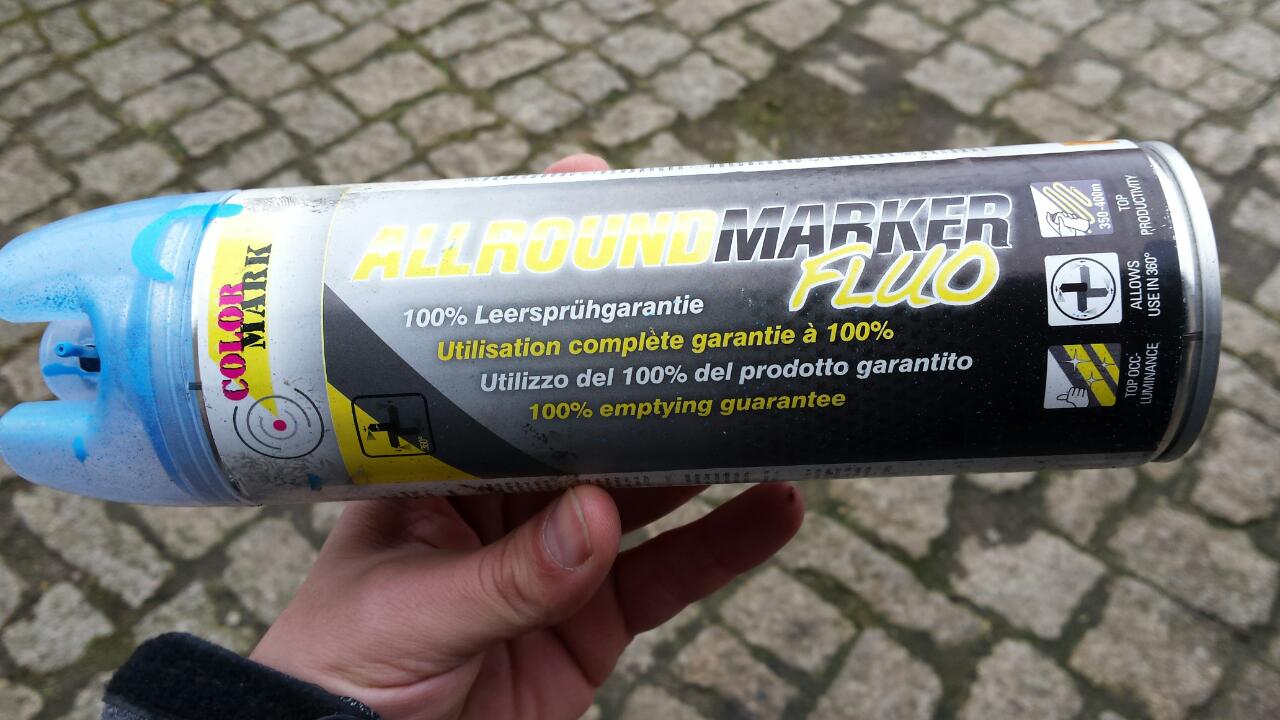 COLOR
MARK
ALLROUNDMARKER
FLUO
100% Leersprühgarantie
Utilisation complète garantie à 100%
Utilizzo del 100% del prodotto garantito
100% emptying guarantee
360°
350-400m
TOP
PRODUCTIVITY
ALLOWS
USE IN 360°
TOP OCC-
LUMINANCE